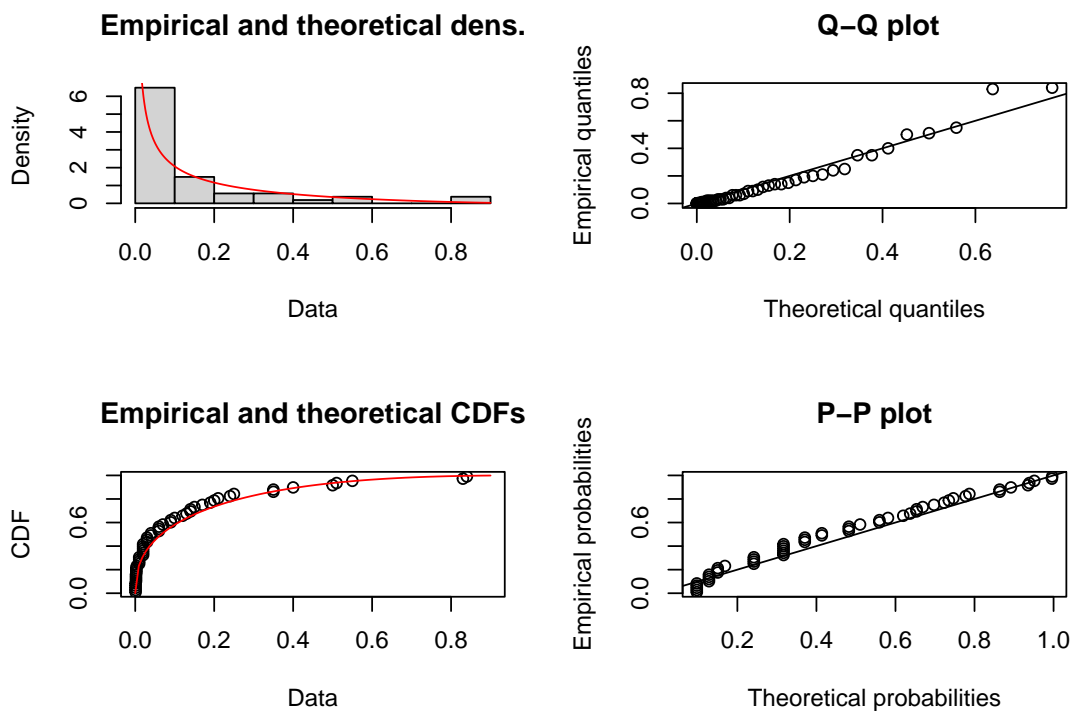 Empirical and theoretical dens.
Density
0 2 4 6
0.0 0.2 0.4 0.6 0.8
Data
Q−Q plot
Empirical quantiles
0.0 0.4 0.8
0.0 0.2 0.4 0.6
Theoretical quantiles
Empirical and theoretical CDFs
CDF
0.0 0.6
0.0 0.2 0.4 0.6 0.8
Data
P−P plot
Empirical probabilities
0.0 0.6
0.2 0.4 0.6 0.8 1.0
Theoretical probabilities